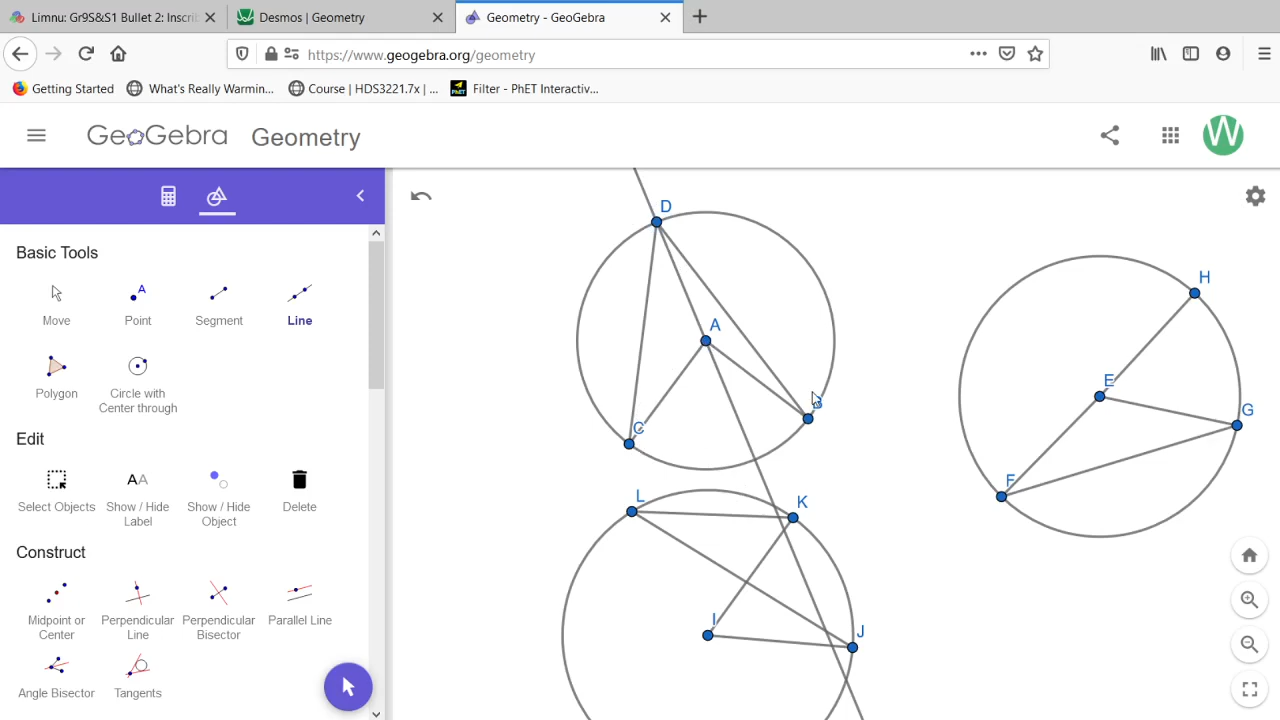 Limnu: Gr9S&S1 Bullet 2: Inscrib
Desmos | Geometry
Geometry - GeoGebra
https://www.geogebra.org/geometry
Getting Started
What's Really Warmin...
Course | HDS3221.7x | ...
Filter - PhET Interactiv...
GeoGebra
Geometry
W
Basic Tools
Move
A
Point
Segment
Line
Polygon
Circle with
Center through
Edit
Select Objects
AA
Show / Hide
Label
Show / Hide
Object
Delete
Construct
Midpoint or
Center
Perpendicular
Line
Perpendicular
Bisector
Parallel Line
Angle Bisector
Tangents
D
A
C
B
L
K
I
J
H
E
G
F